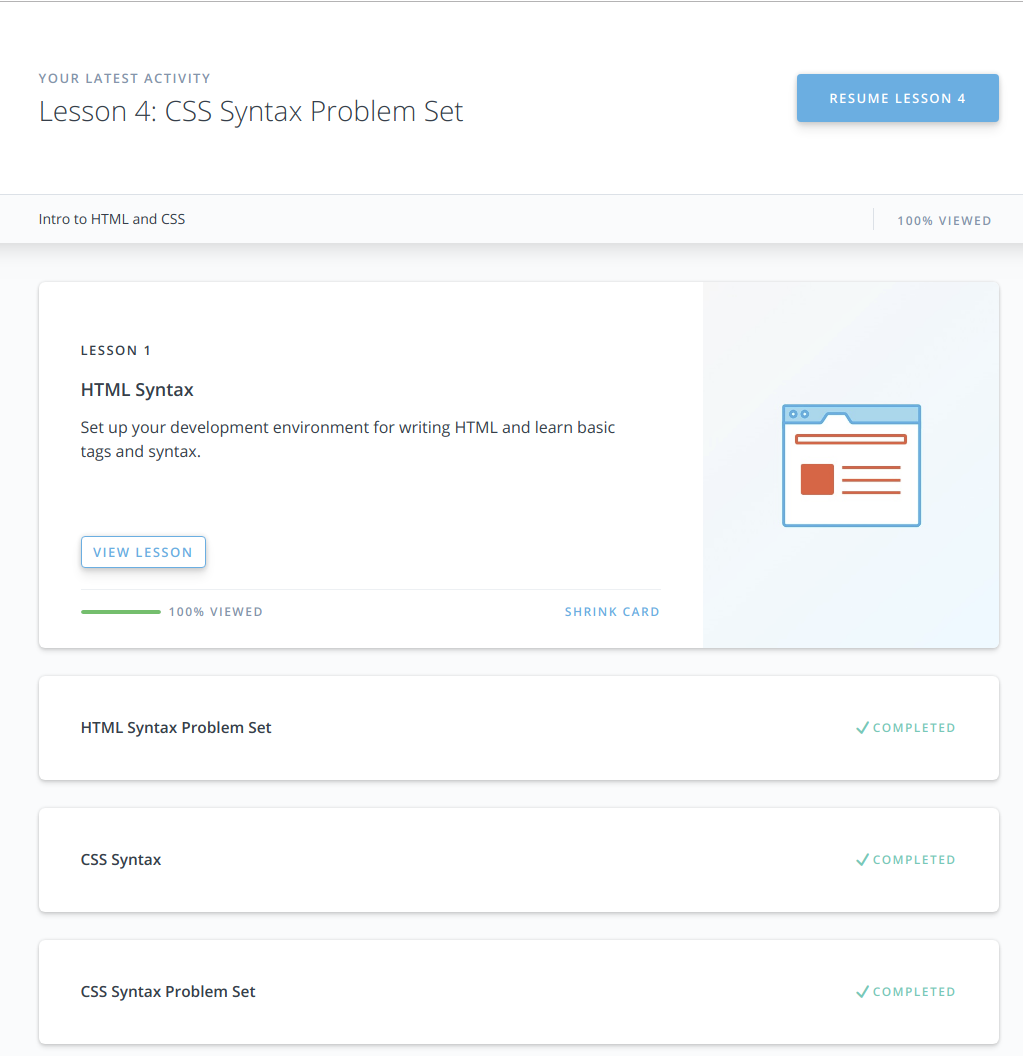 YOUR LATEST ACTIVITY
Lesson 4: CSS Syntax Problem Set
RESUME LESSON 4
Intro to HTML and CSS
100% VIEWED
LESSON 1
HTML Syntax
Set up your development environment for writing HTML and learn basic
tags and syntax.
VIEW LESSON
100% VIEWED
SHRINK CARD
HTML Syntax Problem Set
COMPLETED
CSS Syntax
COMPLETED
CSS Syntax Problem Set
COMPLETED